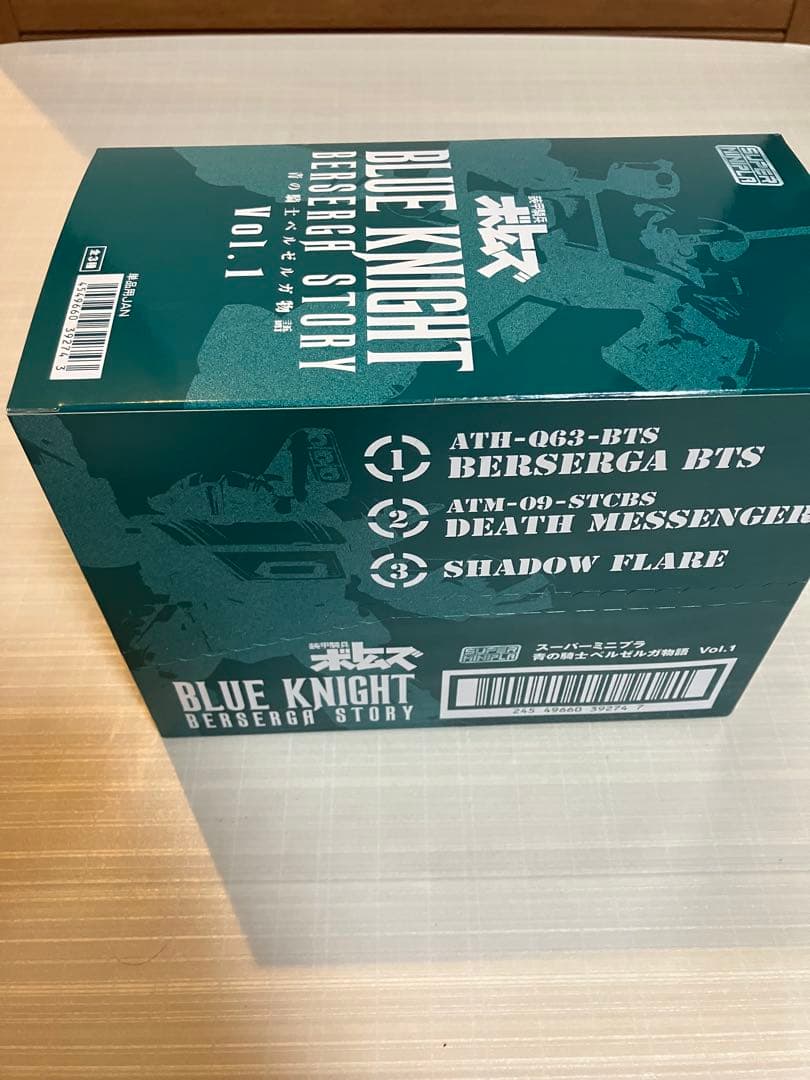 SUPER MINIPLA
装甲騎兵
ボトムズ
BLUE KNIGHT
BERSERGA STORY
青の騎士ベルゼルガ物語
Vol.1
全3種
単品用JAN
4549660 39274 3
1 ATH-Q63-BTS
BERSERGA BTS
2 ATM-09-STCBS
DEATH MESSENGER
3 SHADOW FLARE
装甲騎兵
ボトムズ
BLUE KNIGHT
BERSERGA STORY
SUPER MINIPLA
スーパーミニプラ
青の騎士ベルゼルガ物語 Vol.1
245 49660 39274 7